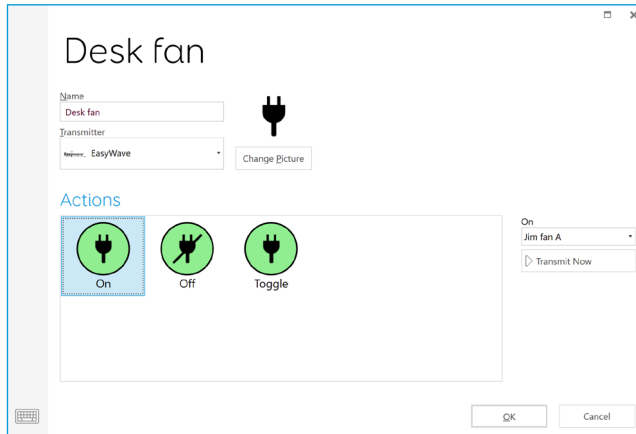 Desk fan
Name
Desk fan
Transmitter
EasyWave
Change Picture
Actions
On
Off
Toggle
On
Jim fan A
Transmit Now
OK
Cancel